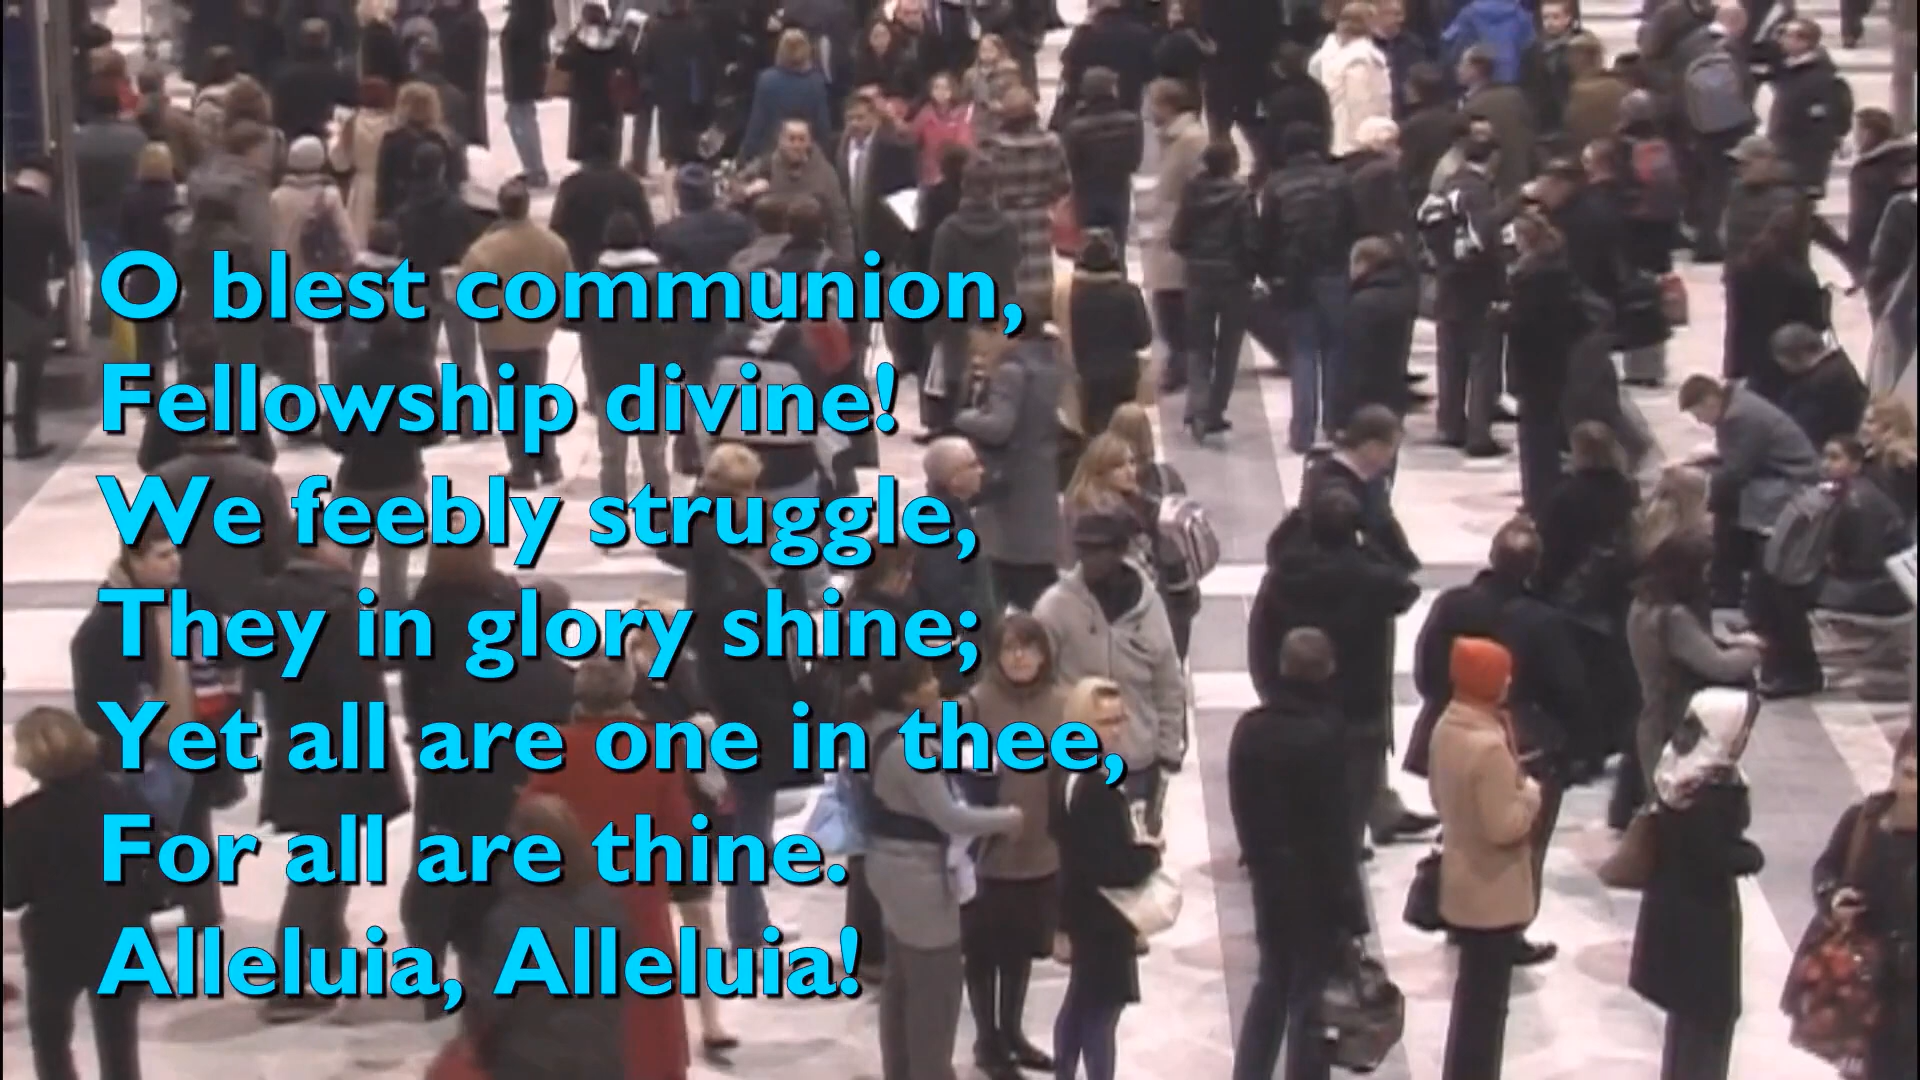 O blest communion,
Fellowship divine!
We feebly struggle,
They in glory shine;
Yet all are one in thee,
For all are thine.
Alleluia, Alleluia!